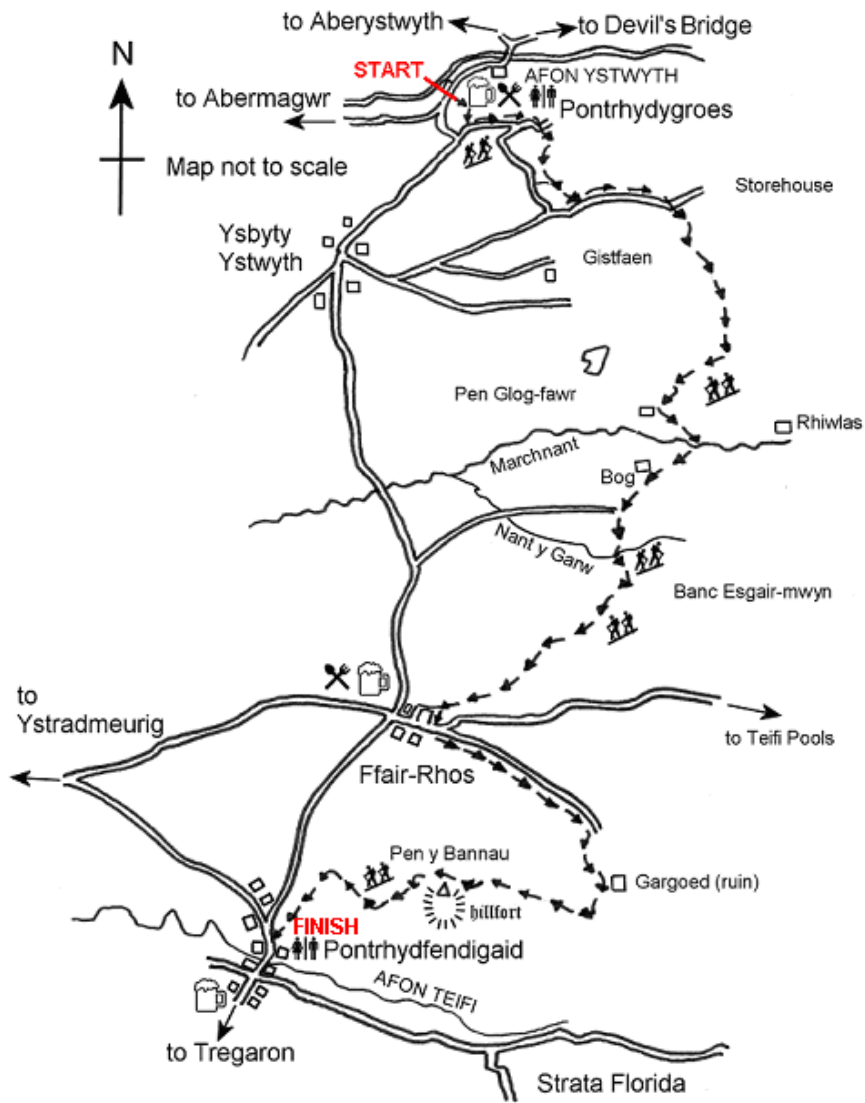 to Aberystwyth
to Devil's Bridge
N
START
AFON YSTWYTH
to Abermagwr
Pontrhydygroes
Map not to scale
Storehouse
Ysbyty
Ystwyth
Gistfaen
Pen Glog-fawr
Rhiwlas
Marchnant
Bog
Nant y Garw
Banc Esgair-mwyn
to
Ystradmeurig
to Teifi Pools
Ffair-Rhos
Pen y Bannau
Gargoed (ruin)
hillfort
FINISH
Pontrhydfendigaid
AFON TEIFI
to Tregaron
Strata Florida